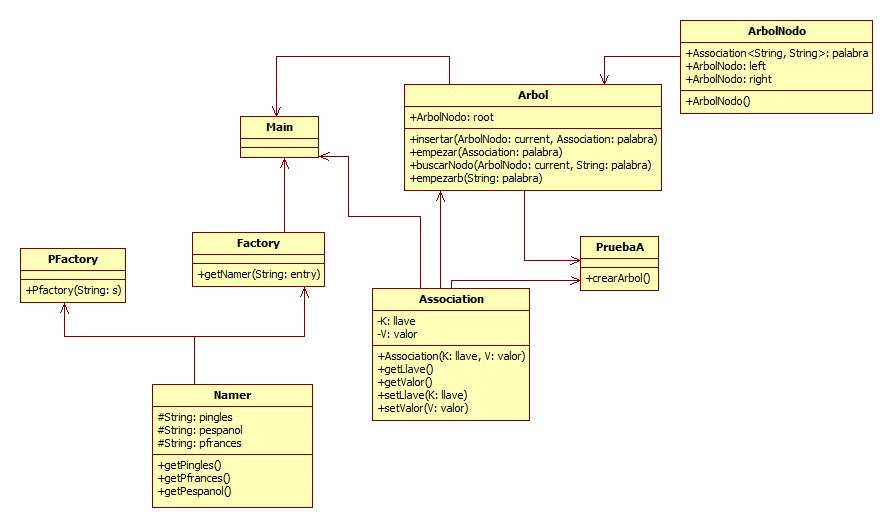 ArbolNodo
+Association<String, String>: palabra
+ArbolNodo: left
+ArbolNodo: right
+ArbolNodo()
Arbol
+ArbolNodo: root
+insertar(ArbolNodo: current, Association: palabra)
+empezar(Association: palabra)
+buscarNodo(ArbolNodo: current, String: palabra)
+empezarb(String: palabra)
Main
Factory
+getNamer(String: entry)
PFactory
+Pfactory(String: s)
PruebaA
+crearArbol()
Association
-K: llave
-V: valor
+Association(K: llave, V: valor)
+getLlave()
+getValor()
+setLlave(K: llave)
+setValor(V: valor)
Namer
#String: pingles
#String: pespanol
#String: pfrances
+getPingles()
+getPfrances()
+getPespanol()